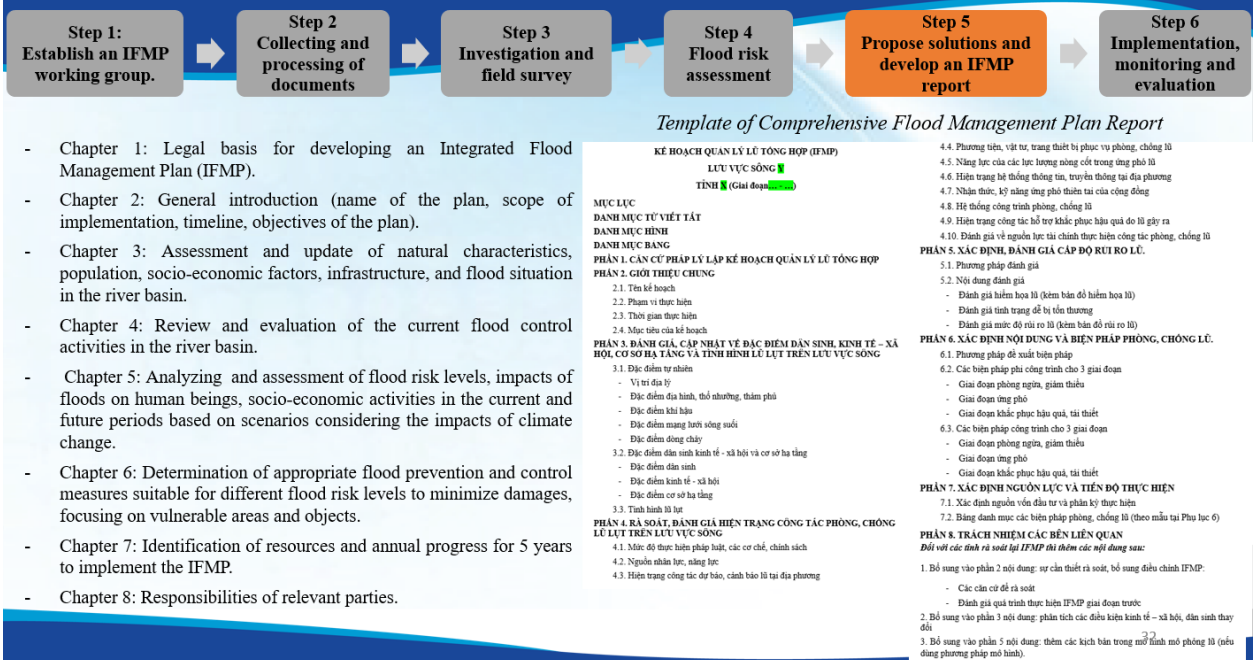 Step 1:
Establish an IFMP
working group.
Step 2
Collecting and
processing of
documents
Step 3
Investigation and
field survey
Step 4
Flood risk
assessment
Step 5
Propose solutions and
develop an IFMP
report
Step 6
Implementation,
monitoring and
evaluation
- Chapter 1: Legal basis for developing an Integrated Flood
Management Plan (IFMP).
- Chapter 2: General introduction (name of the plan, scope of
implementation, timeline, objectives of the plan).
- Chapter 3: Assessment and update of natural characteristics,
population, socio-economic factors, infrastructure, and flood situation
in the river basin.
- Chapter 4: Review and evaluation of the current flood control
activities in the river basin.
- Chapter 5: Analyzing and assessment of flood risk levels, impacts of
floods on human beings, socio-economic activities in the current and
future periods based on scenarios considering the impacts of climate
change.
- Chapter 6: Determination of appropriate flood prevention and control
measures suitable for different flood risk levels to minimize damages,
focusing on vulnerable areas and objects.
- Chapter 7: Identification of resources and annual progress for 5 years
to implement the IFMP.
- Chapter 8: Responsibilities of relevant parties.
Template of Comprehensive Flood Management Plan Report
KẾ HOẠCH QUẢN LÝ LŨ TỔNG HỢP (IFMP)
LƯU VỰC SÔNG Y
TỈNH X (Giai đoạn.... - ....)
MỤC LỤC
DANH MỤC TỪ VIẾT TẮT
DANH MỤC HÌNH
DANH MỤC BẢNG
PHẦN 1. CĂN CỨ PHÁP LÝ LẬP KẾ HOẠCH QUẢN LÝ LŨ TỔNG HỢP
PHẦN 2. GIỚI THIỆU CHUNG
2.1. Tên kế hoạch
2.2. Phạm vi thực hiện
2.3. Thời gian thực hiện
2.4. Mục tiêu của kế hoạch
PHẦN 3. ĐÁNH GIÁ, CẬP NHẬT VỀ ĐẶC ĐIỂM DÂN SINH, KINH TẾ – XÃ
HỘI, CƠ SỞ HẠ TẦNG VÀ TÌNH HÌNH LŨ LỤT TRÊN LƯU VỰC SÔNG
3.1. Đặc điểm tự nhiên
- Vị trí địa lý
- Đặc điểm địa hình, thổ nhưỡng, thảm phủ
- Đặc điểm khí hậu
- Đặc điểm mạng lưới sông suối
- Đặc điểm dòng chảy
3.2. Đặc điểm dân sinh kinh tế - xã hội và cơ sở hạ tầng
- Đặc điểm dân sinh
- Đặc điểm kinh tế - xã hội
- Đặc điểm cơ sở hạ tầng
3.3. Tình hình lũ lụt
PHẦN 4. RÀ SOÁT, ĐÁNH GIÁ HIỆN TRẠNG CÔNG TÁC PHÒNG, CHỐNG
LŨ LỤT TRÊN LƯU VỰC SÔNG
4.1. Mức độ thực hiện pháp luật, các cơ chế, chính sách
4.2. Nguồn nhân lực, năng lực
4.3. Hiện trạng công tác dự báo, cảnh báo lũ tại địa phương
4.4. Phương tiện, vật tư, trang thiết bị phục vụ phòng, chống lũ
4.5. Năng lực của các lực lượng nòng cốt trong ứng phó lũ
4.6. Hiện trạng hệ thống thông tin, truyền thông tại địa phương
4.7. Nhận thức, kỹ năng ứng phó thiên tai của cộng đồng
4.8. Hệ thống công trình phòng, chống lũ
4.9. Hiện trạng công tác hỗ trợ khắc phục hậu quả do lũ gây ra
4.10. Đánh giá về nguồn lực tài chính thực hiện công tác phòng, chống lũ
PHẦN 5. XÁC ĐỊNH, ĐÁNH GIÁ CẤP ĐỘ RỦI RO LŨ.
5.1. Phương pháp đánh giá
5.2. Nội dung đánh giá
- Đánh giá hiểm họa lũ (kèm bản đồ hiểm họa lũ)
- Đánh giá tình trạng dễ bị tổn thương
- Đánh giá mức độ rủi ro lũ (kèm bản đồ rủi ro lũ)
PHẦN 6. XÁC ĐỊNH NỘI DUNG VÀ BIỆN PHÁP PHÒNG, CHỐNG LŨ.
6.1. Phương pháp đề xuất biện pháp
6.2. Các biện pháp phi công trình cho 3 giai đoạn
- Giai đoạn phòng ngừa, giảm thiểu
- Giai đoạn ứng phó
- Giai đoạn khắc phục hậu quả, tái thiết
6.3. Các biện pháp công trình cho 3 giai đoạn
- Giai đoạn phòng ngừa, giảm thiểu
- Giai đoạn ứng phó
- Giai đoạn khắc phục hậu quả, tái thiết
PHẦN 7. XÁC ĐỊNH NGUỒN LỰC VÀ TIẾN ĐỘ THỰC HIỆN
7.1. Xác định nguồn vốn đầu tư và phân kỳ thực hiện
7.2. Bảng danh mục các biện pháp phòng, chống lũ (theo mẫu tại Phụ lục 6)
PHẦN 8. TRÁCH NHIỆM CÁC BÊN LIÊN QUAN
Đối với các tỉnh rà soát lại IFMP thì thêm các nội dung sau:
1. Bổ sung vào phần 2 nội dung: sự cần thiết rà soát, bổ sung điều chỉnh IFMP:
- Các căn cứ để rà soát
- Đánh giá quá trình thực hiện IFMP giai đoạn trước
2. Bổ sung vào phần 3 nội dung: phân tích các điều kiện kinh tế – xã hội, dân sinh thay
đổi
3. Bổ sung vào phần 5 nội dung: thêm các kịch bản trong mô hình mô phỏng lũ (nếu
dùng phương pháp mô hình).
32